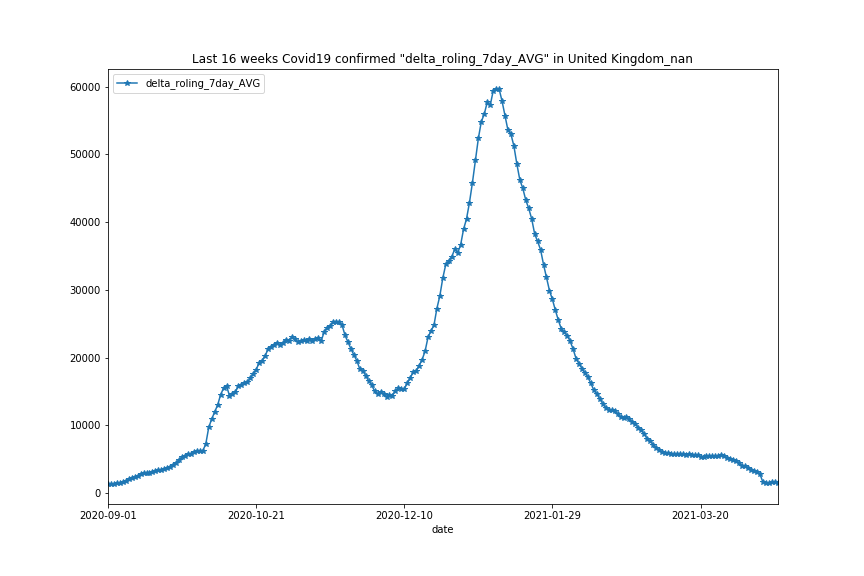 Last 16 weeks Covid19 confirmed "delta_roling_7day_AVG" in United Kingdom_nan
delta_roling_7day_AVG
60000
50000
40000
30000
20000
10000
0
2020-09-01 2020-10-21 2020-12-10 2021-01-29 2021-03-20
date